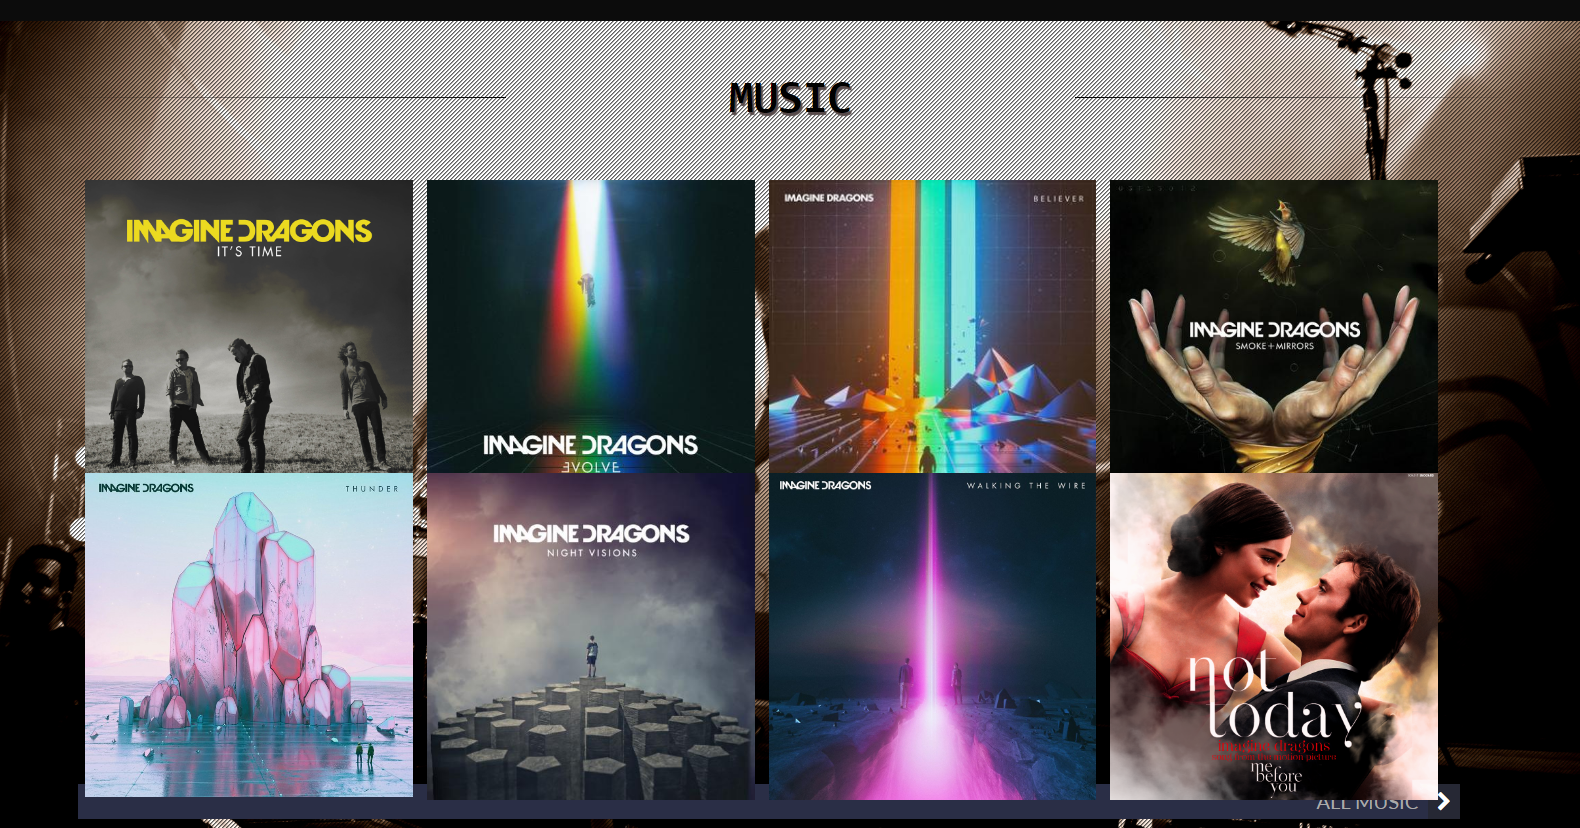 MUSIC
IMAGINE DRAGONS
IT'S TIME
IMAGINE DRAGONS
EVOLVE
IMAGINE DRAGONS
BELIEVER
IMAGINE DRAGONS
SMOKE + MIRRORS
IMAGINE DRAGONS
THUNDER
IMAGINE DRAGONS
NIGHT VISIONS
IMAGINE DRAGONS
WALKING THE WIRE
not
today
imagine dragons
me
before
you
ALL MUSIC